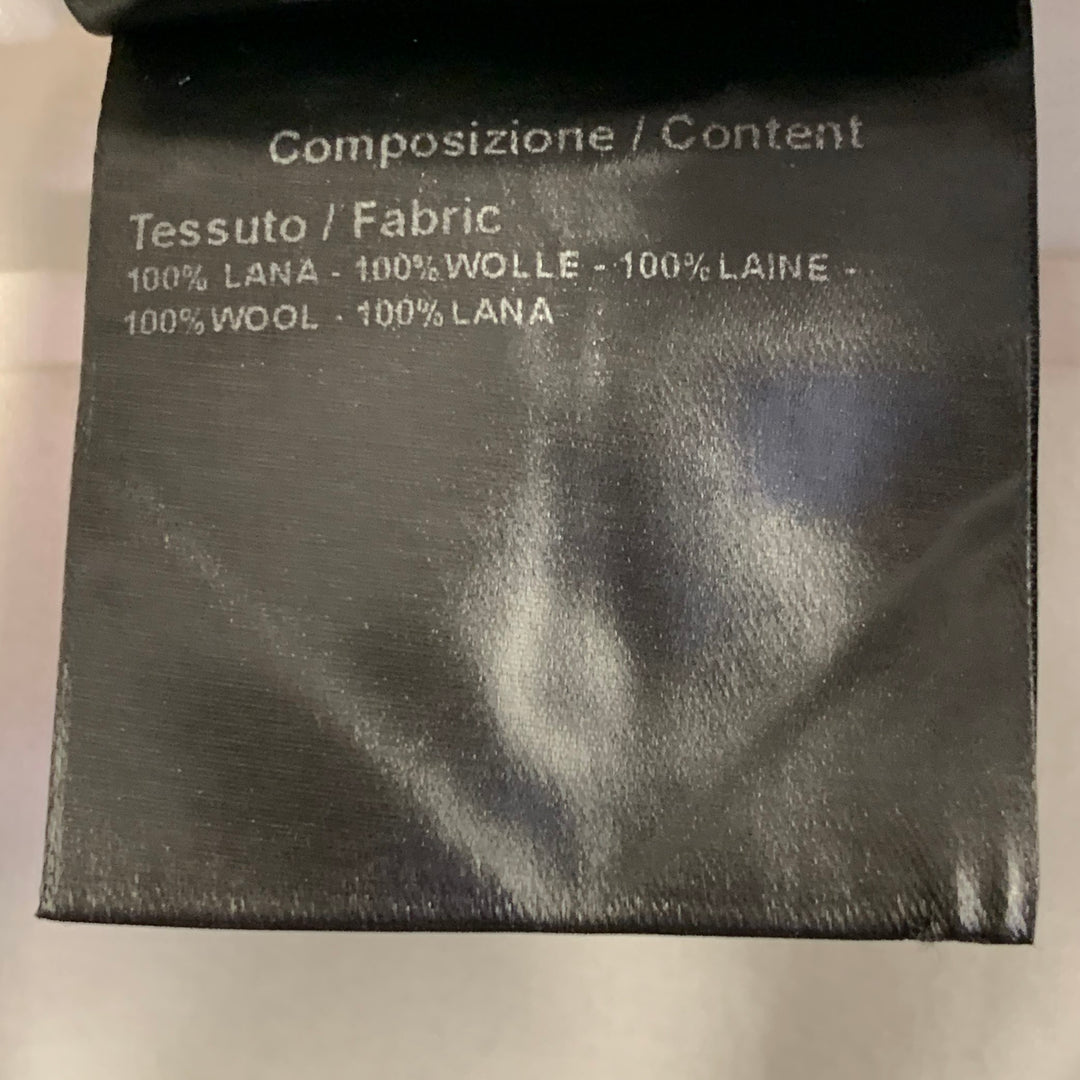 Composizione / Content
Tessuto / Fabric
100% LANA - 100% WOLLE - 100% LAINE -
100% WOOL - 100% LANA